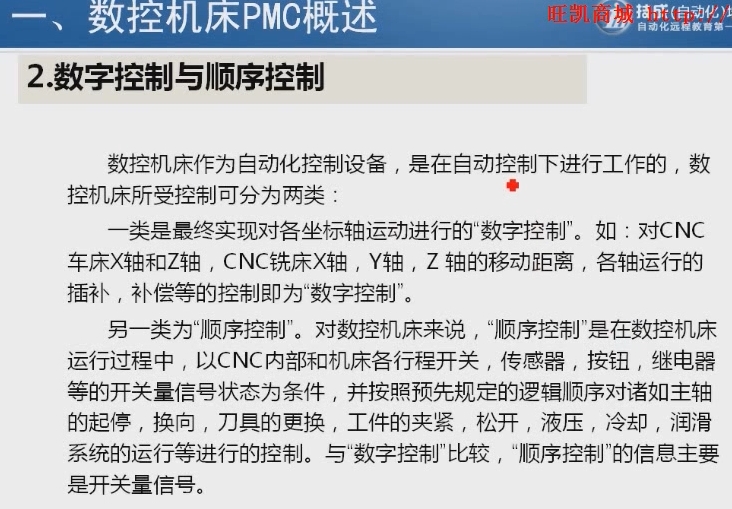 一、数控机床PMC概述
旺凯商城 http://
技成(自动化)培
自动化远程教育第一
2.数字控制与顺序控制
数控机床作为自动化控制设备，是在自动控制下进行工作的，数
控机床所受控制可分为两类：
一类是最终实现对各坐标轴运动进行的“数字控制”。如：对CNC
车床X轴和Z轴，CNC铣床X轴，Y轴，Z 轴的移动距离，各轴运行的
插补，补偿等的控制即为“数字控制”。
另一类为“顺序控制”。对数控机床来说，“顺序控制”是在数控机床
运行过程中，以CNC内部和机床各行程开关，传感器，按钮，继电器
等的开关量信号状态为条件，并按照预先规定的逻辑顺序对诸如主轴
的起停，换向，刀具的更换，工件的夹紧，松开，液压，冷却，润滑
系统的运行等进行的控制。与“数字控制”比较，“顺序控制”的信息主要
是开关量信号。